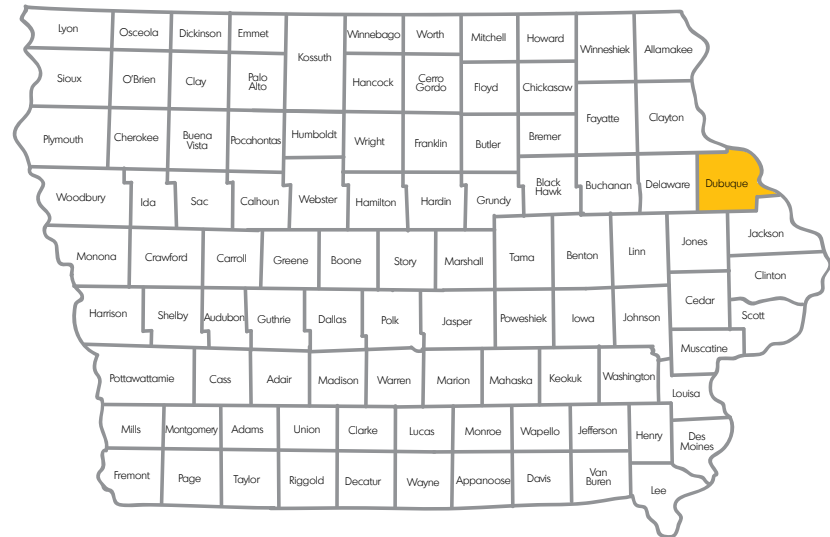 Lyon
Osceola
Dickinson
Emmet
Kossuth
Winnebago
Worth
Mitchell
Howard
Winneshiek
Allamakee
Sioux
O'Brien
Clay
Palo
Alto
Hancock
Cerro
Gordo
Floyd
Chickasaw
Fayatte
Clayton
Plymouth
Cherokee
Buena
Vista
Pocahontas
Humboldt
Wright
Franklin
Butler
Bremer
Woodbury
Ida
Sac
Calhoun
Webster
Hamilton
Hardin
Grundy
Black
Hawk
Buchanan
Delaware
Dubuque
Monona
Crawford
Carroll
Greene
Boone
Story
Marshall
Tama
Benton
Linn
Jones
Jackson
Clinton
Harrison
Shelby
Audubon
Guthrie
Dallas
Polk
Jasper
Poweshiek
Iowa
Johnson
Cedar
Scott
Muscatine
Pottawattamie
Cass
Adair
Madison
Warren
Marion
Mahaska
Keokuk
Washington
Louisa
Mills
Montgomery
Adams
Union
Clarke
Lucas
Monroe
Wapello
Jefferson
Henry
Des
Moines
Fremont
Page
Taylor
Riggold
Decatur
Wayne
Appanoose
Davis
Van
Buren
Lee